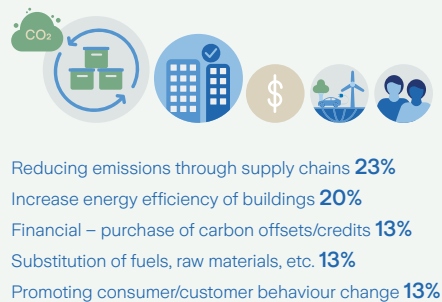 CO₂
$
Reducing emissions through supply chains 23%
Increase energy efficiency of buildings 20%
Financial – purchase of carbon offsets/credits 13%
Substitution of fuels, raw materials, etc. 13%
Promoting consumer/customer behaviour change 13%